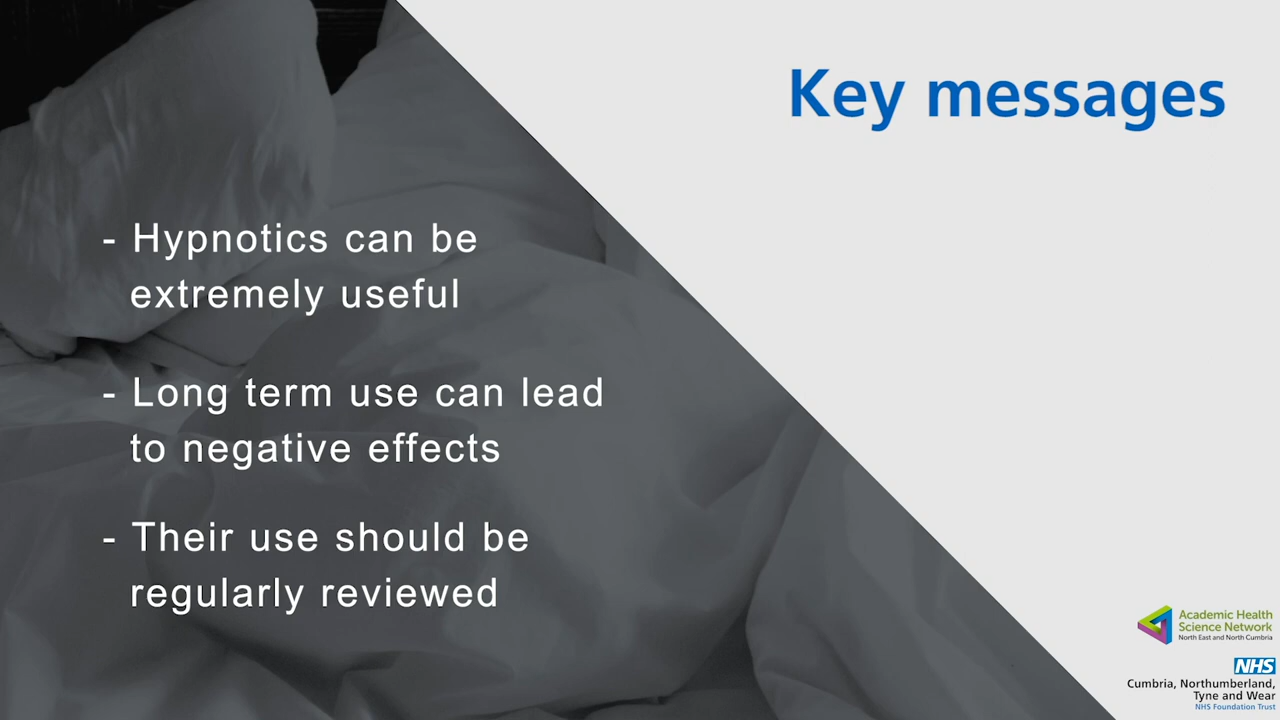 Key messages
- Hypnotics can be
extremely useful
- Long term use can lead
to negative effects
- Their use should be
regularly reviewed
Academic Health
Science Network
North East and North Cumbria
NHS
Cumbria, Northumberland,
Tyne and Wear
NHS Foundation Trust